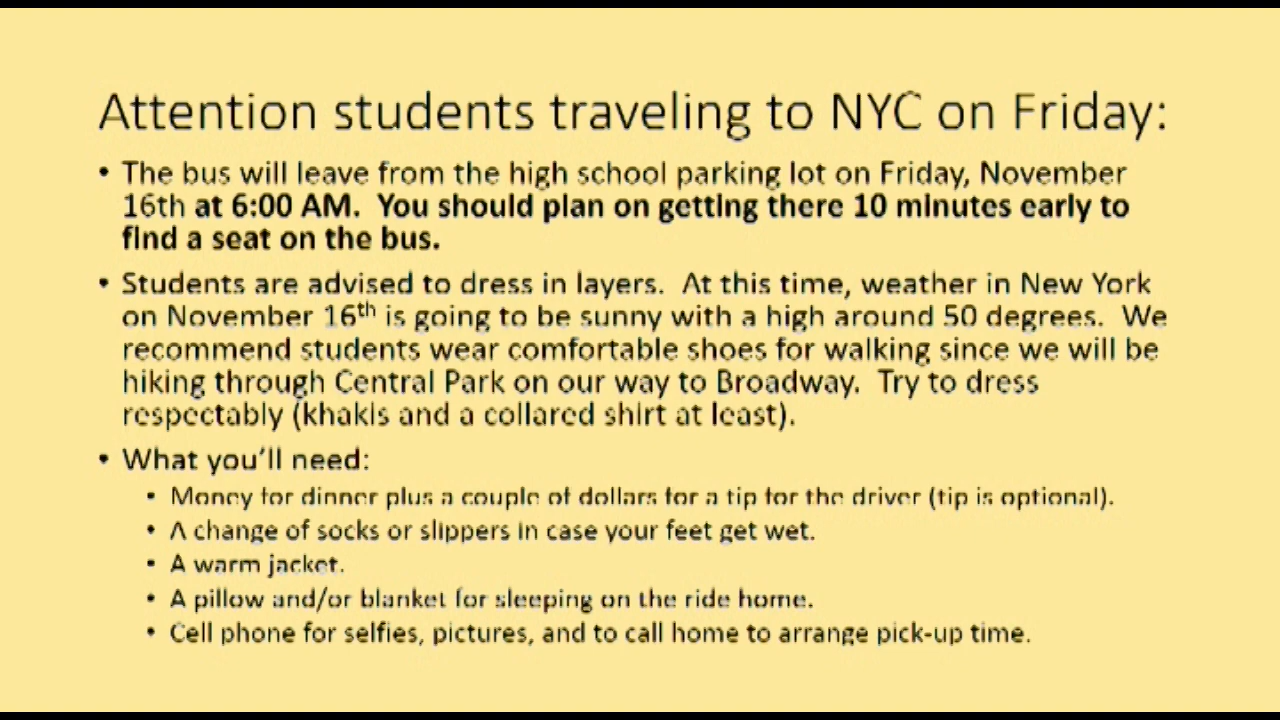 Attention students traveling to NYC on Friday:
• The bus will leave from the high school parking lot on Friday, November
16th at 6:00 AM.  You should plan on getting there 10 minutes early to
find a seat on the bus.
• Students are advised to dress in layers.  At this time, weather in New York
on November 16th is going to be sunny with a high around 50 degrees.  We
recommend students wear comfortable shoes for walking since we will be
hiking through Central Park on our way to Broadway.  Try to dress
respectably (khakis and a collared shirt at least).
• What you'll need:
• Money for dinner plus a couple of dollars for a tip for the driver (tip is optional).
• A change of socks or slippers in case your feet get wet.
• A warm jacket.
• A pillow and/or blanket for sleeping on the ride home.
• Cell phone for selfies, pictures, and to call home to arrange pick-up time.